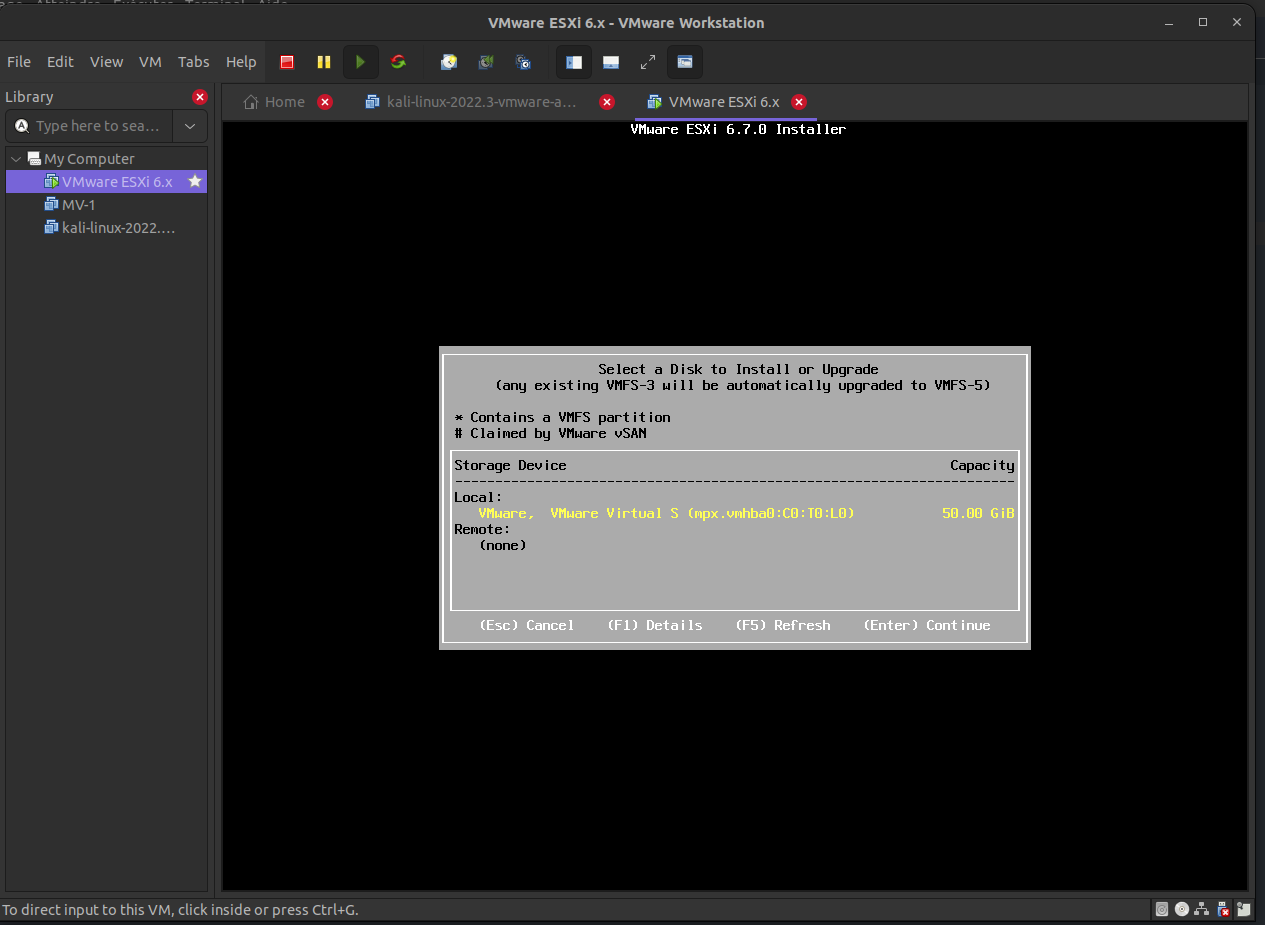 VMware ESXi 6.x - VMware Workstation
File Edit View VM Tabs Help
Library
Type here to sea...
My Computer
VMware ESXi 6.x
MV-1
kali-linux-2022....
Home
kali-linux-2022.3-vmware-a...
VMware ESXi 6.x
VMware ESXi 6.7.0 Installer
Select a Disk to Install or Upgrade
(any existing VMFS-3 will be automatically upgraded to VMFS-5)
* Contains a VMFS partition
# Claimed by VMware vSAN
Storage Device Capacity
Local:
VMware, VMware Virtual S (mpx.vmhba0:C0:T0:L0) 50.00 GiB
Remote:
(none)
(Esc) Cancel (F1) Details (F5) Refresh (Enter) Continue
To direct input to this VM, click inside or press Ctrl+G.